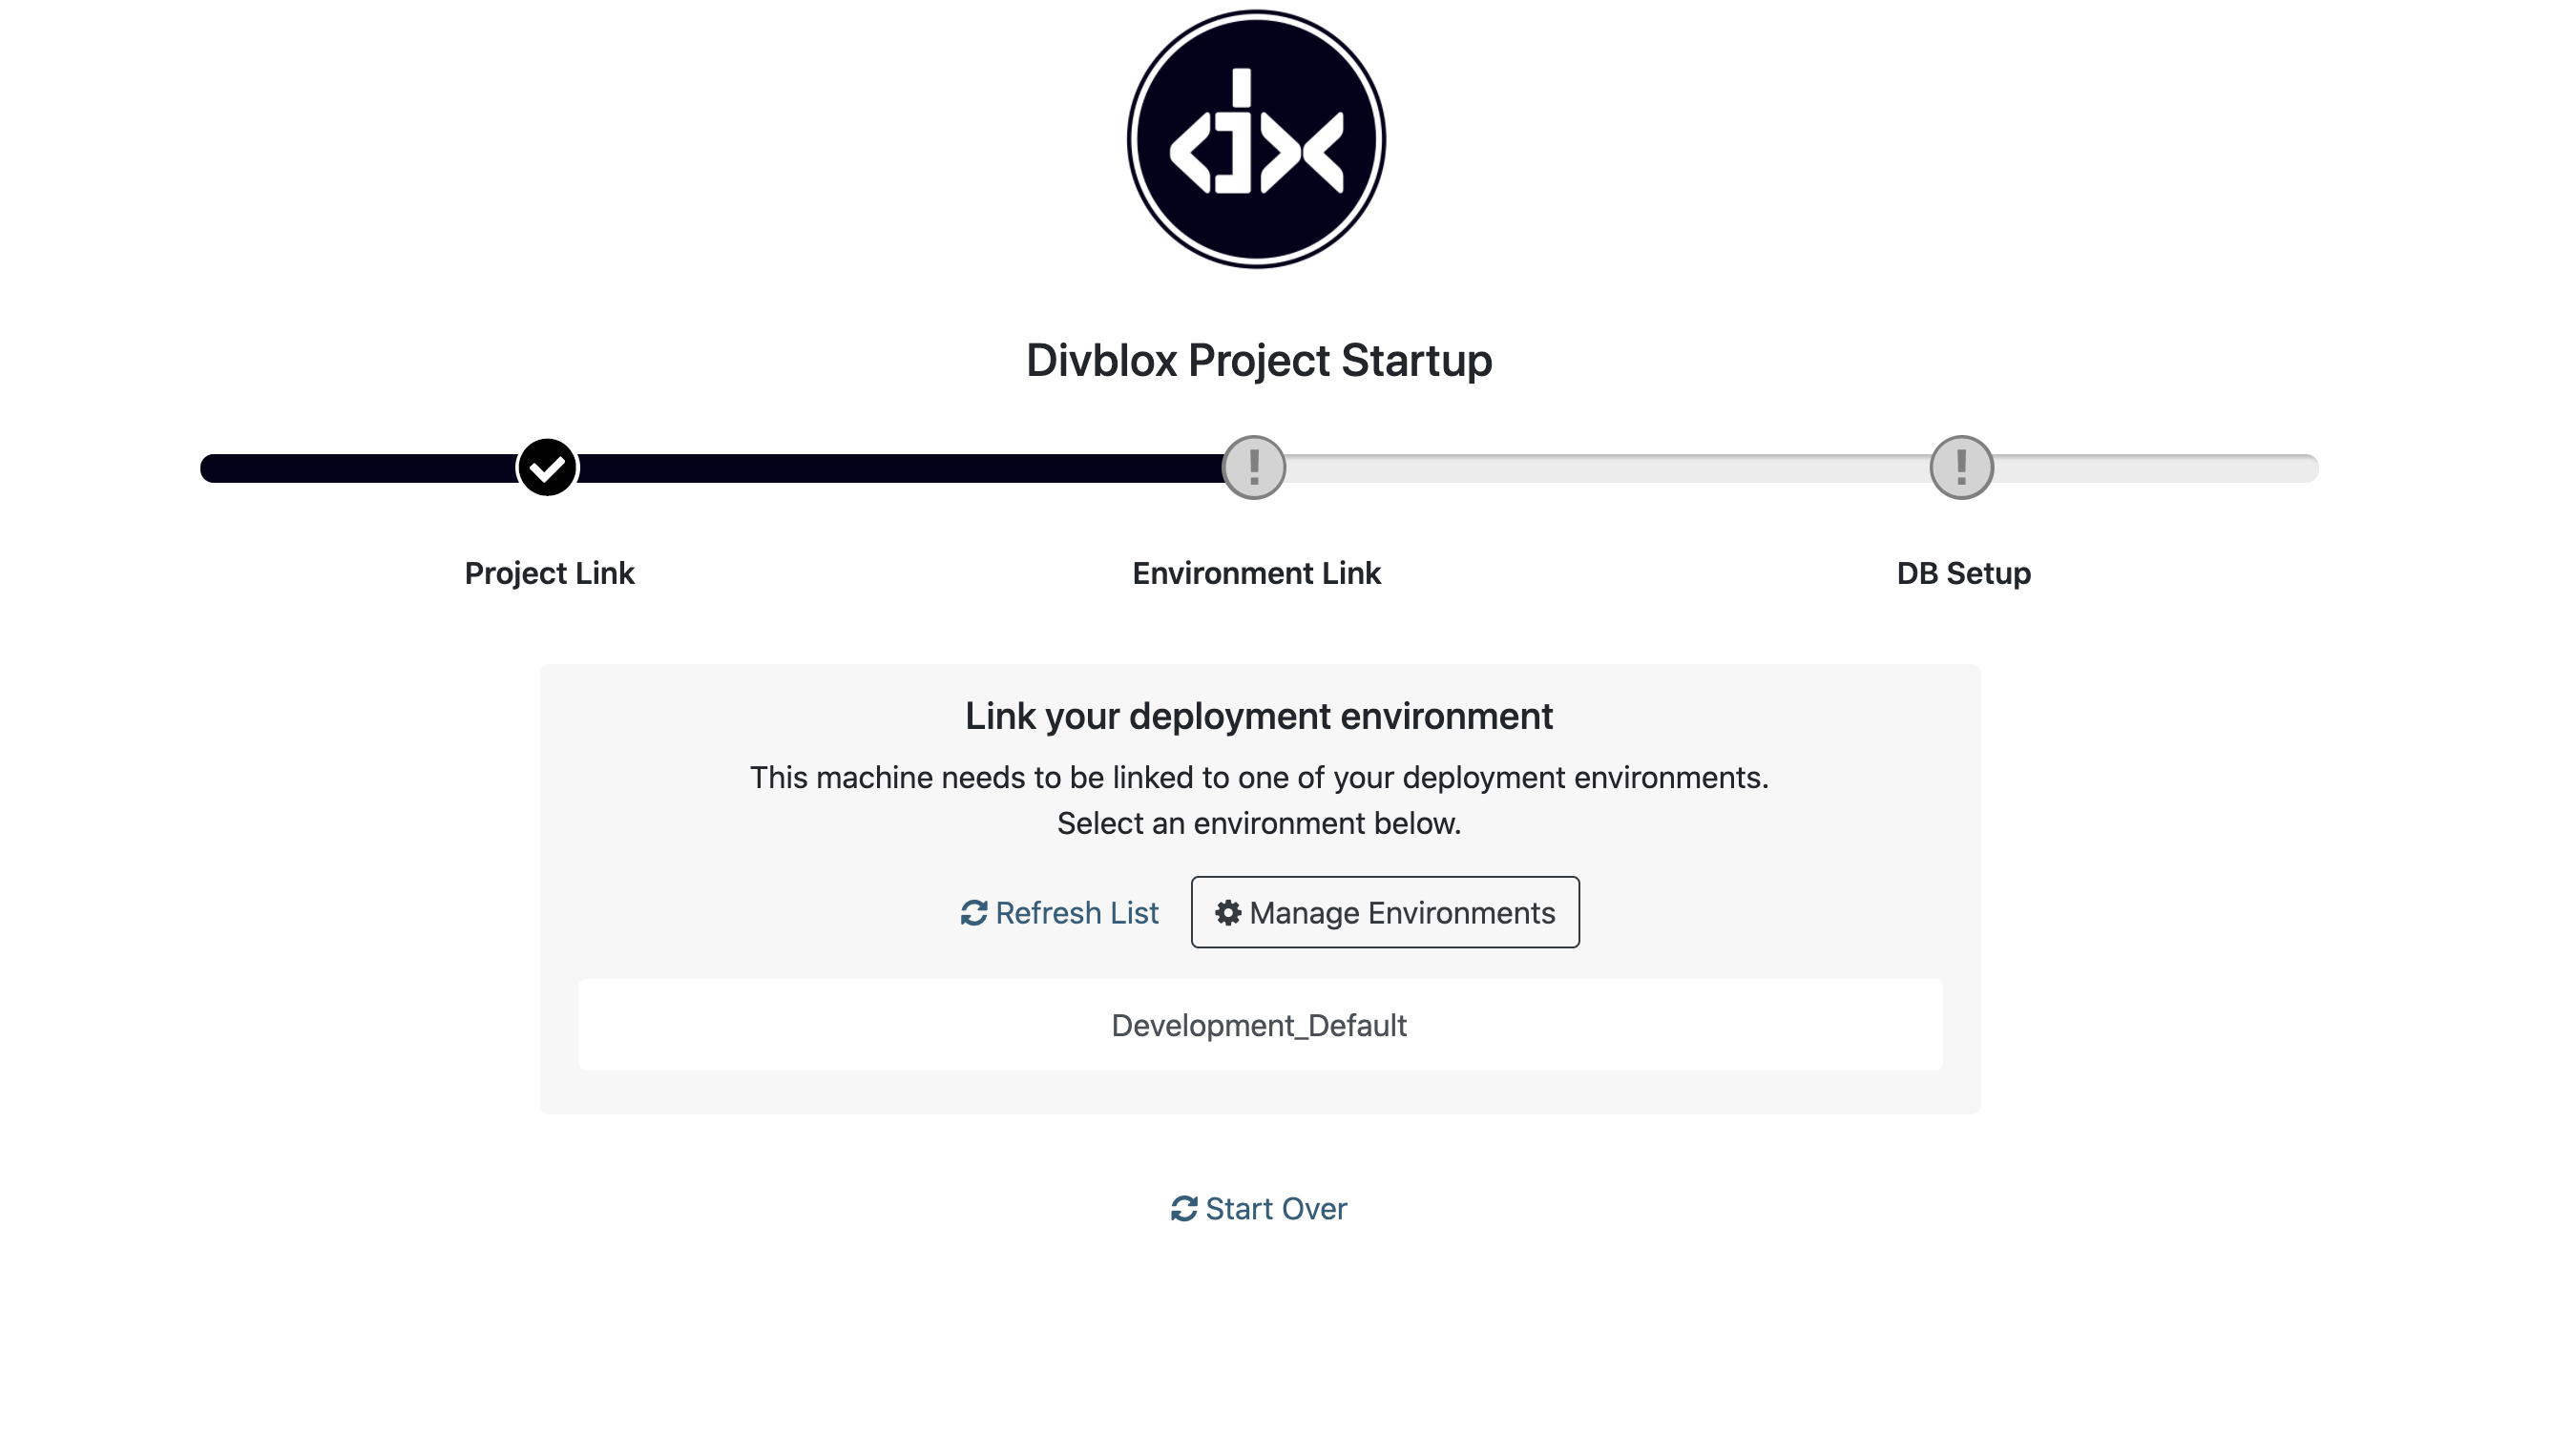 dx
Divblox Project Startup
Project Link
Environment Link
DB Setup
Link your deployment environment
This machine needs to be linked to one of your deployment environments.
Select an environment below.
Refresh List
Manage Environments
Development_Default
Start Over